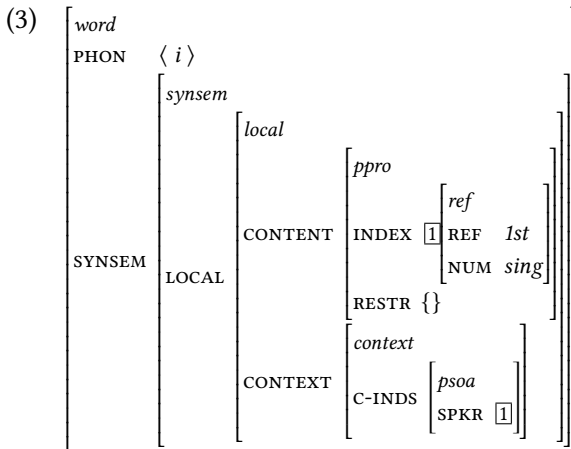 (3)
word
PHON ⟨ i ⟩
synsem
local
ppro
ref
CONTENT INDEX 1 REF 1st
NUM sing
SYNSEM LOCAL
RESTR {}
context
CONTEXT C-INDS psoa
SPKR 1